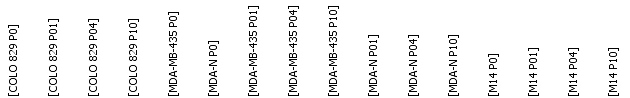 [COLO 829 P0]
[COLO 829 P01]
[COLO 829 P04]
[COLO 829 P10]
[MDA-MB-435 P0]
[MDA-N P0]
[MDA-MB-435 P01]
[MDA-MB-435 P04]
[MDA-MB-435 P10]
[MDA-N P01]
[MDA-N P04]
[MDA-N P10]
[M14 P0]
[M14 P01]
[M14 P04]
[M14 P10]